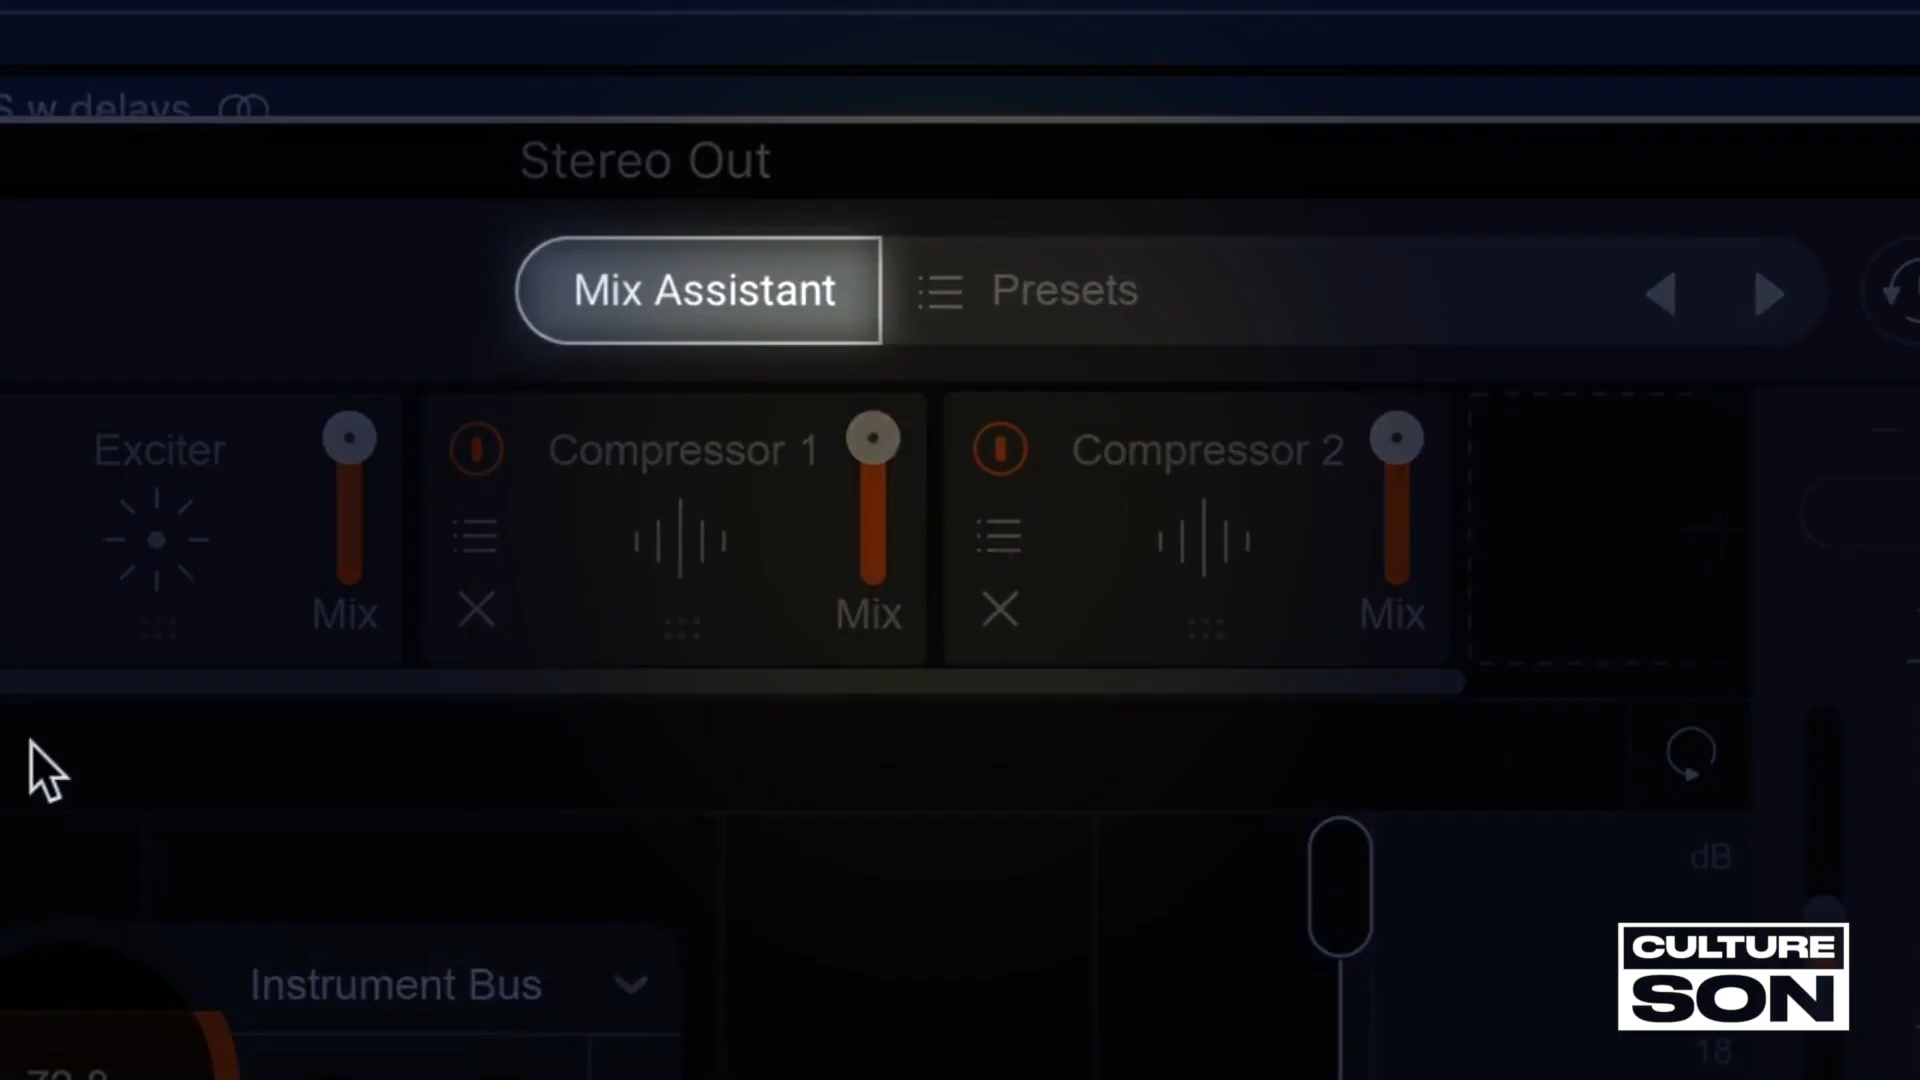 S w delays
Stereo Out
Mix Assistant
Presets
Exciter
Compressor 1
Compressor 2
Mix
Mix
Mix
dB
Instrument Bus
CULTURE
SON
18